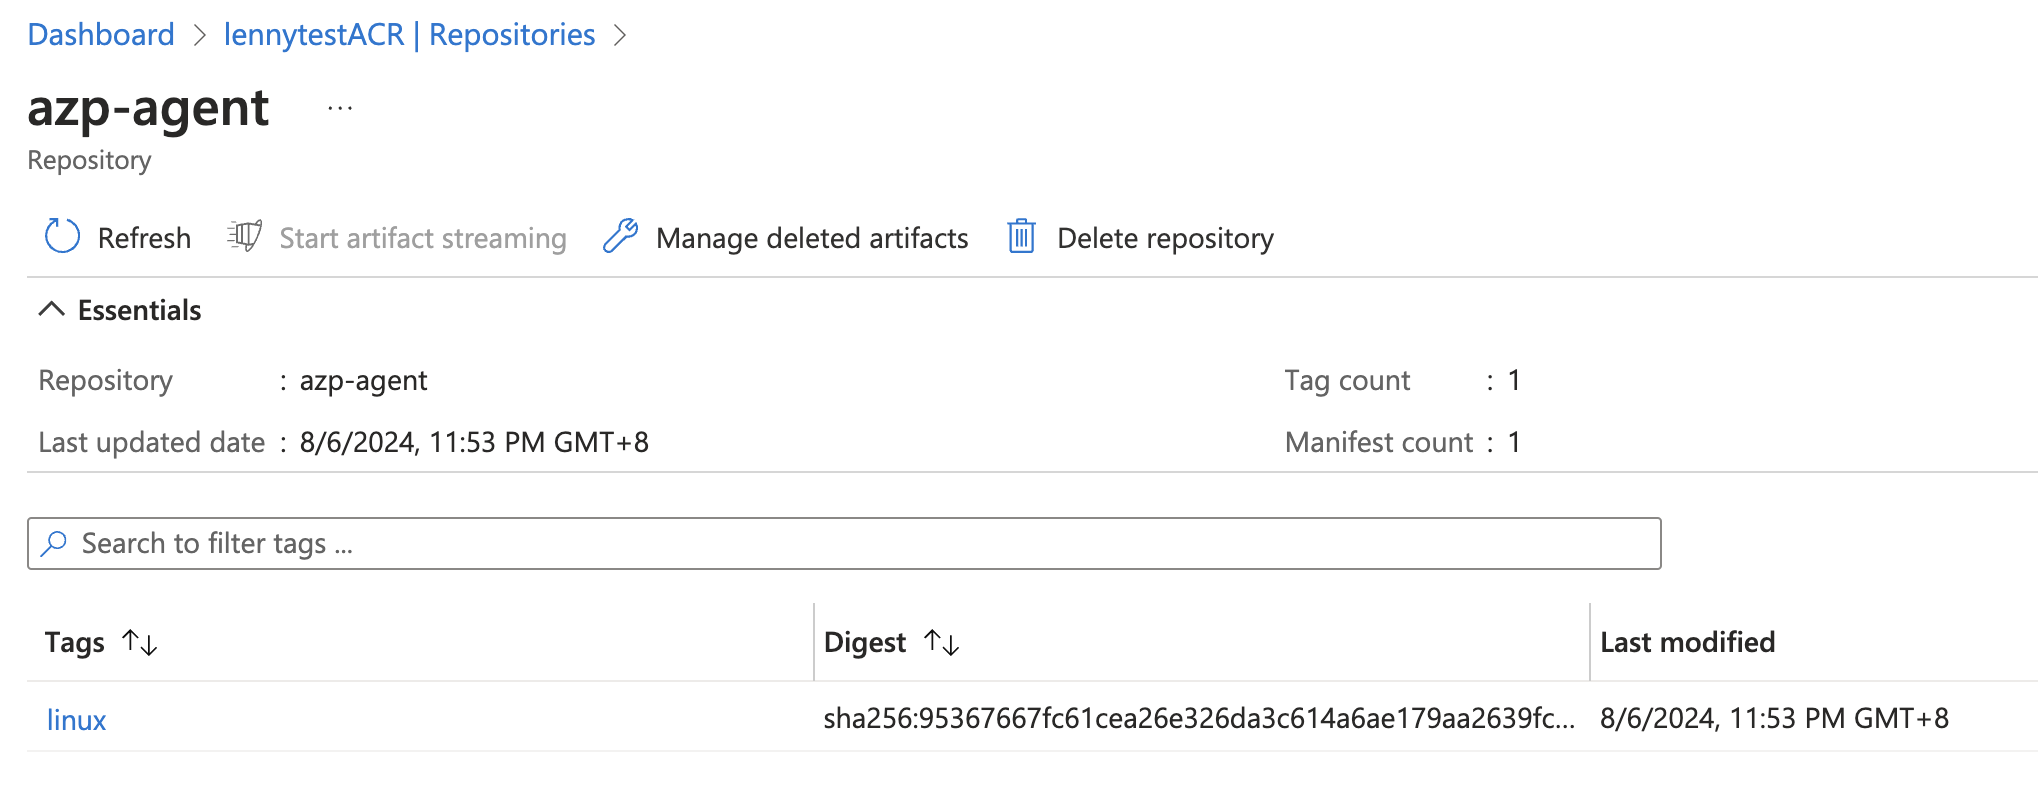 Dashboard > lennytestACR | Repositories >
azp-agent ...
Repository
Refresh Start artifact streaming Manage deleted artifacts Delete repository
Essentials
Repository : azp-agent Tag count : 1
Last updated date : 8/6/2024, 11:53 PM GMT+8 Manifest count : 1
Search to filter tags ...
Tags ↑↓ Digest ↑↓ Last modified
linux sha256:95367667fc61cea26e326da3c614a6ae179aa2639fc... 8/6/2024, 11:53 PM GMT+8